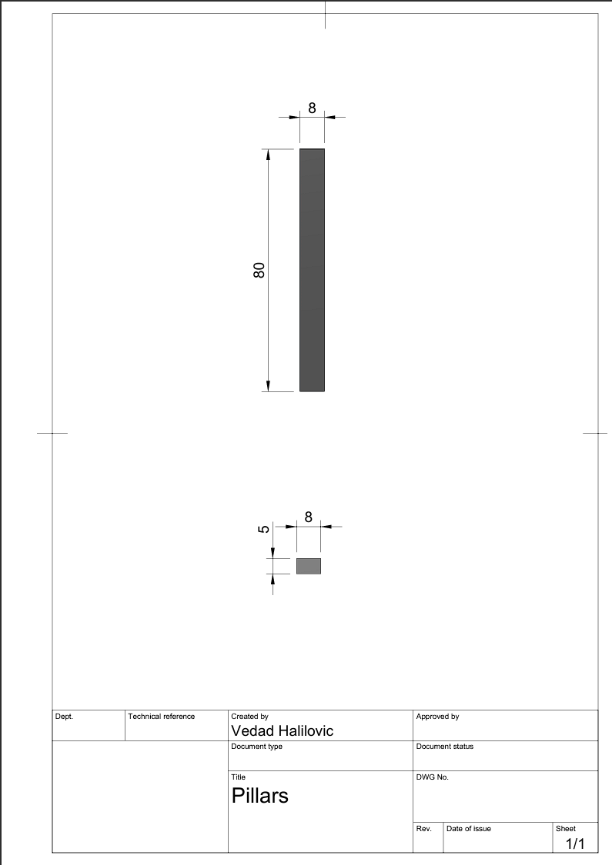 8
80
8
5
Dept.
Technical reference
Created by
Vedad Halilovic
Approved by
Document type
Document status
Title
Pillars
DWG No.
Rev.
Date of issue
Sheet
1/1